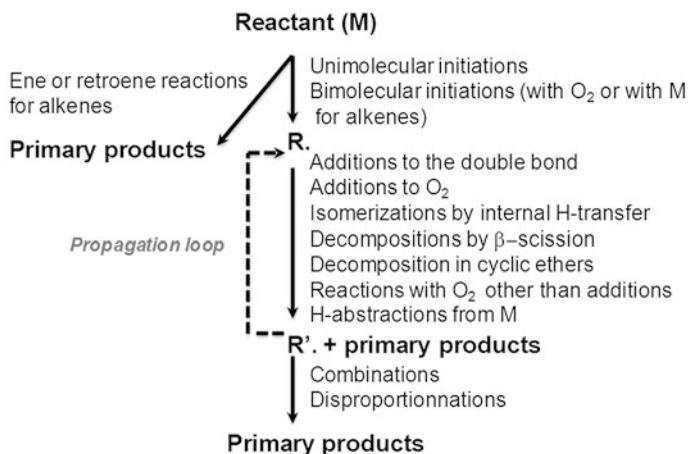 Reactant (M)
Ene or retroene reactions
for alkenes
Unimolecular initiations
Bimolecular initiations (with O₂ or with M
for alkenes)
Primary products
R.
Additions to the double bond
Additions to O₂
Isomerizations by internal H-transfer
Propagation loop
Decompositions by β–scission
Decomposition in cyclic ethers
Reactions with O₂ other than additions
H-abstractions from M
R’. + primary products
Combinations
Disproportionnations
Primary products